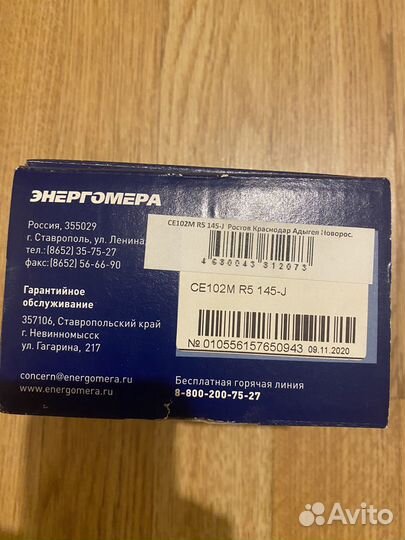 ЭНЕРГОМЕРА
Россия, 355029
г. Ставрополь, ул. Ленина
тел.: (8652) 35-75-27
факс: (8652) 56-66-90
Гарантийное
обслуживание
357106, Ставропольский край
г. Невинномысск
ул. Гагарина, 217
concern@energomera.ru
www.energomera.ru
CE102M R5 145-J Ростов Краснодар Адыгея Новорос.
4 680043 312073
CE102M R5 145-J
№ 010556157650943 09.11.2020
Бесплатная горячая линия
8-800-200-75-27
Avito